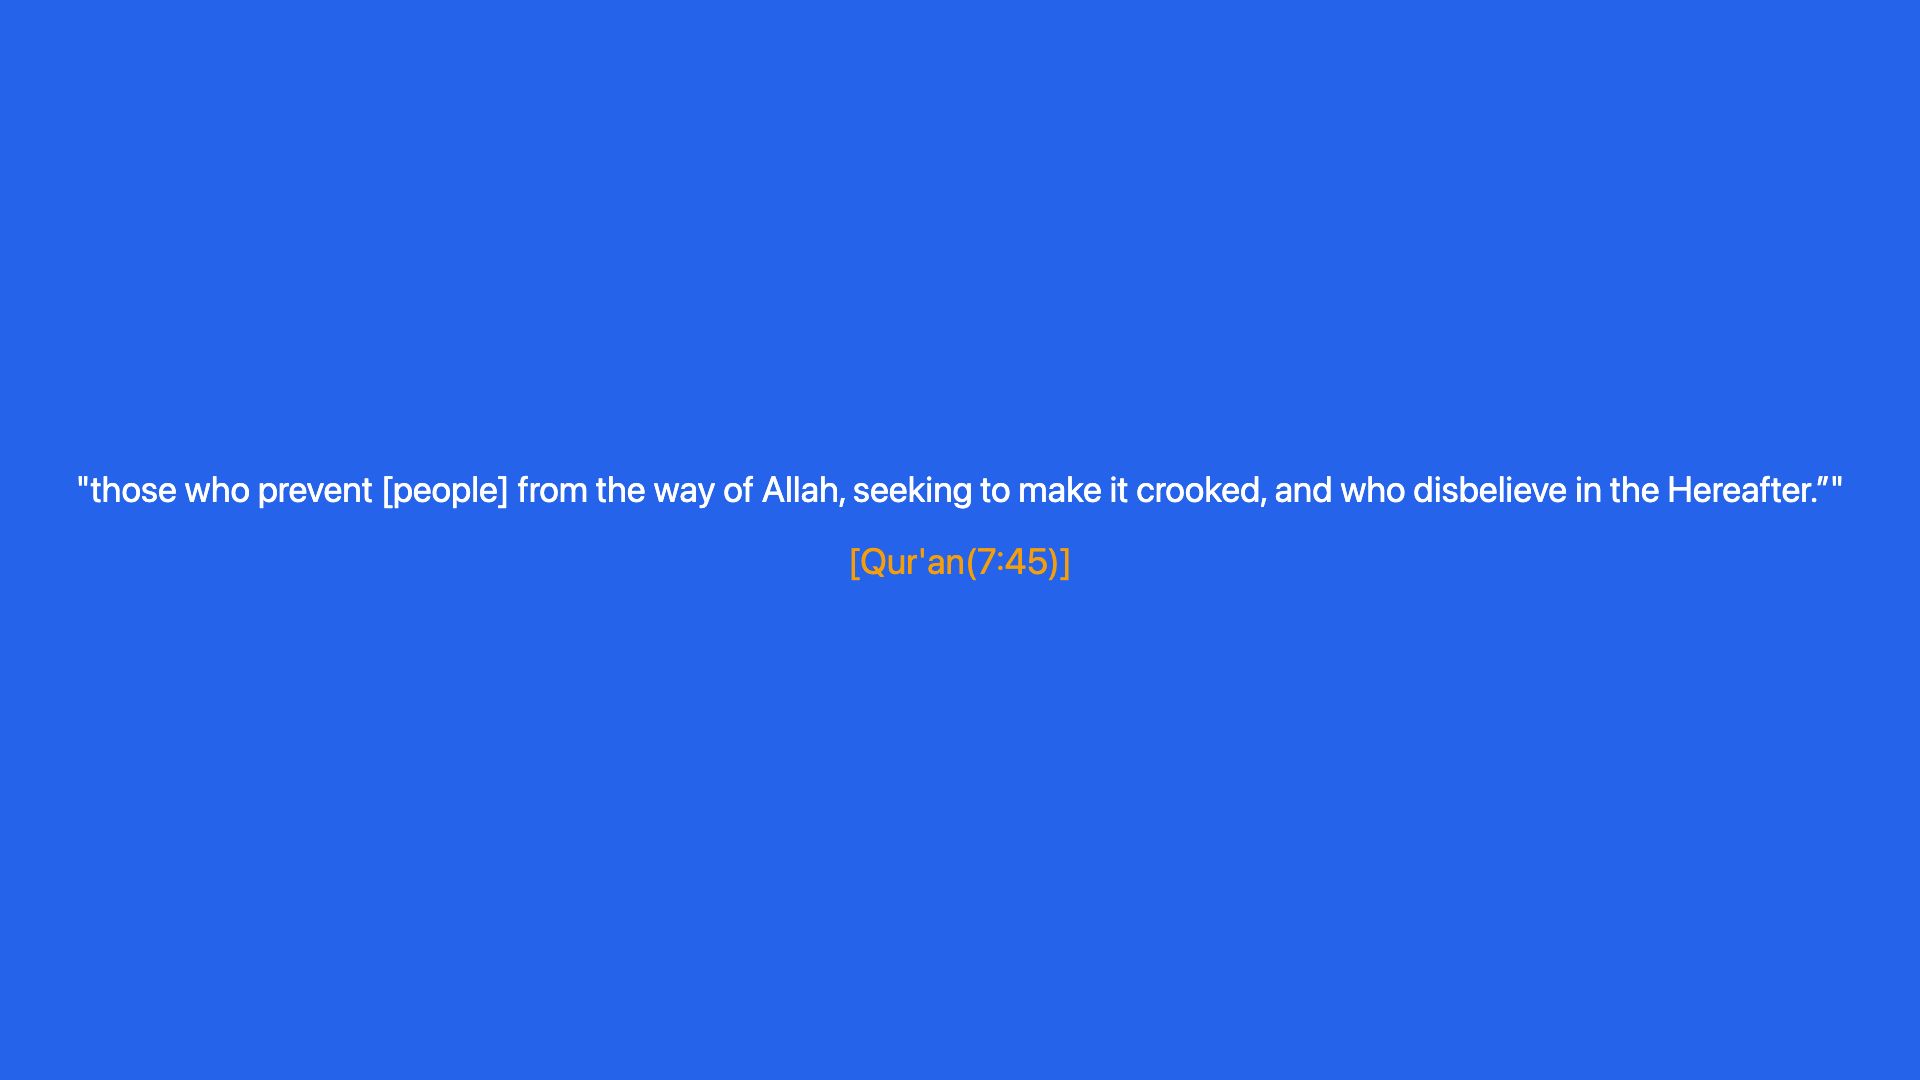 "those who prevent [people] from the way of Allah, seeking to make it crooked, and who disbelieve in the Hereafter.”"
[Qur'an(7:45)]